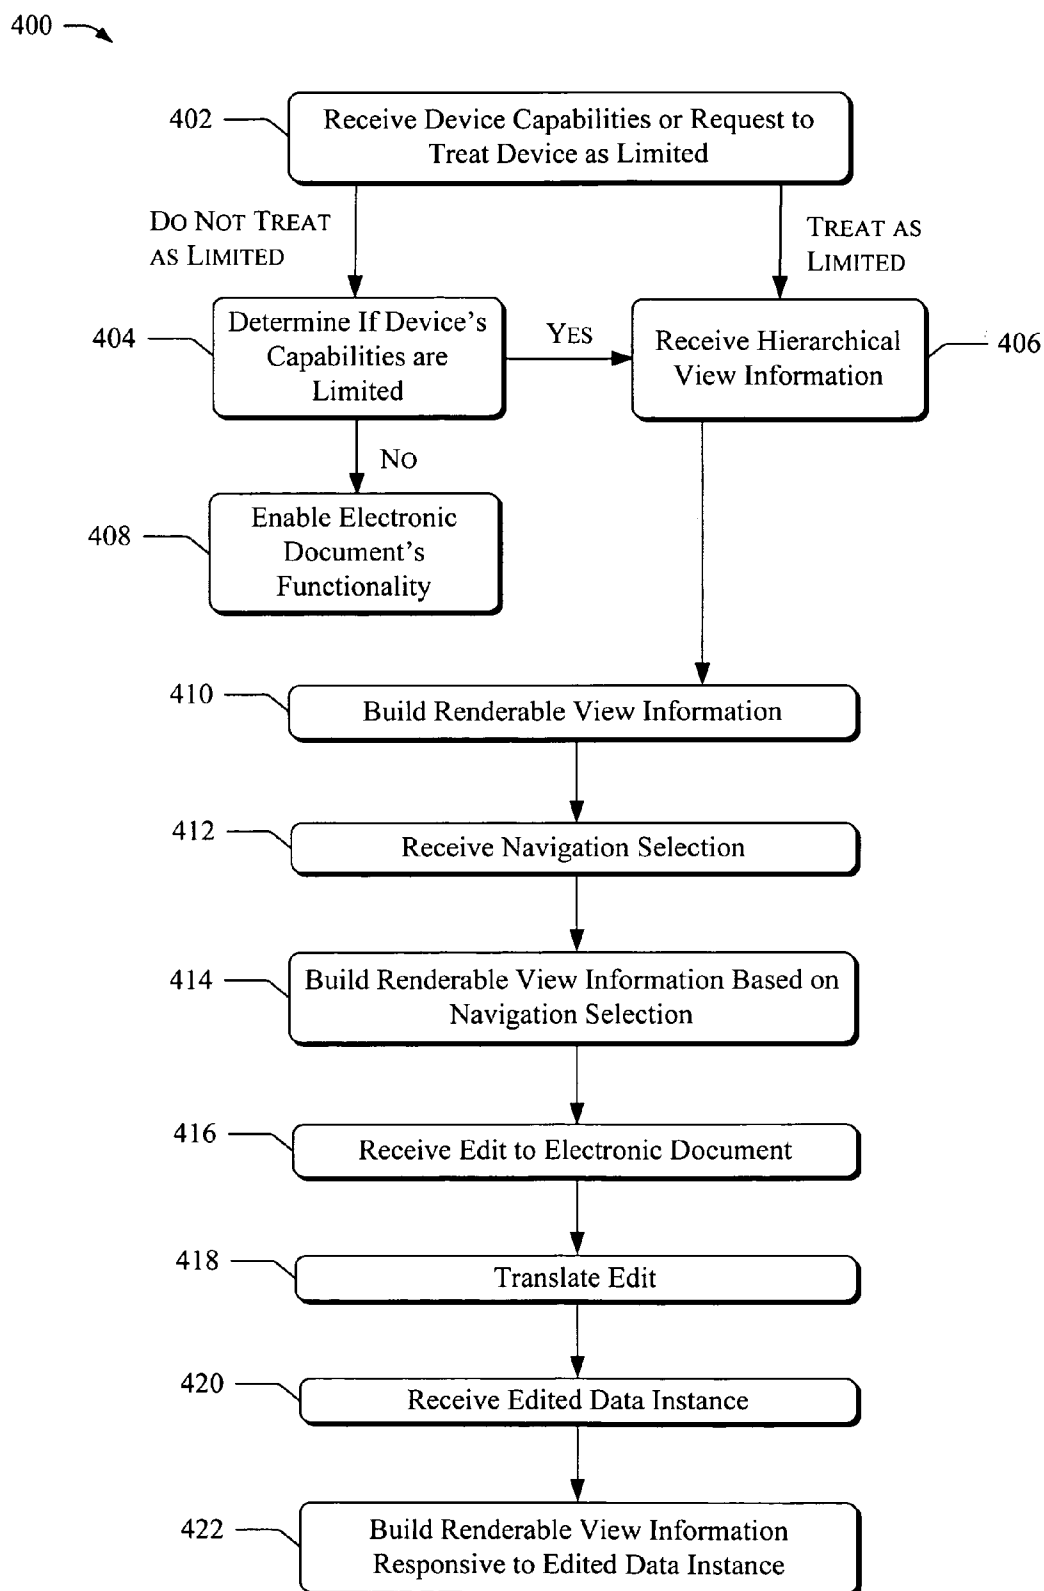 400
402
Receive Device Capabilities or Request to
Treat Device as Limited
DO NOT TREAT
AS LIMITED
TREAT AS
LIMITED
404
Determine If Device's
Capabilities are
Limited
YES
Receive Hierarchical
View Information
406
NO
408
Enable Electronic
Document's
Functionality
410
Build Renderable View Information
412
Receive Navigation Selection
414
Build Renderable View Information Based on
Navigation Selection
416
Receive Edit to Electronic Document
418
Translate Edit
420
Receive Edited Data Instance
422
Build Renderable View Information
Responsive to Edited Data Instance